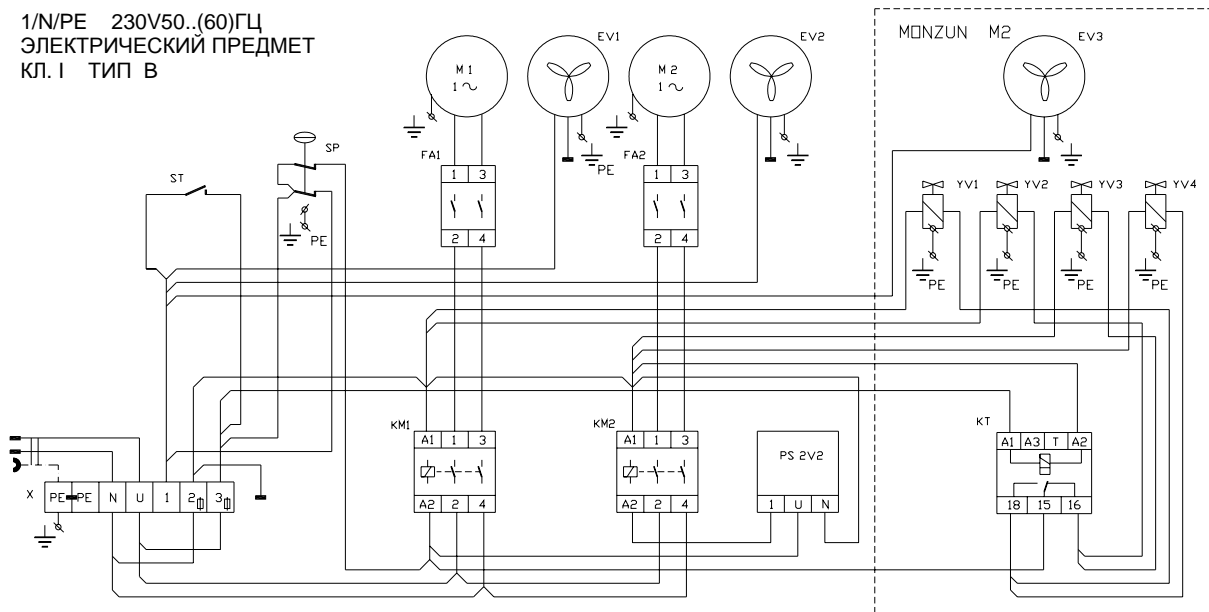 1/N/PE 230V50..(60)ГЦ
ЭЛЕКТРИЧЕСКИЙ ПРЕДМЕТ
КЛ. I ТИП В
MONZUN M2
EV1
EV2
EV3
M 1
1 ~
M 2
1 ~
SP
ST
FA1
1 3
2 4
PE
FA2
1 3
2 4
PE
YV1
YV2
YV3
YV4
PE
PE
PE
PE
KM1
A1 1 3
A2 2 4
KM2
A1 1 3
A2 2 4
PS 2V2
1 U N
KT
A1 A3 T A2
18 15 16
X
PE PE N U 1 2 3